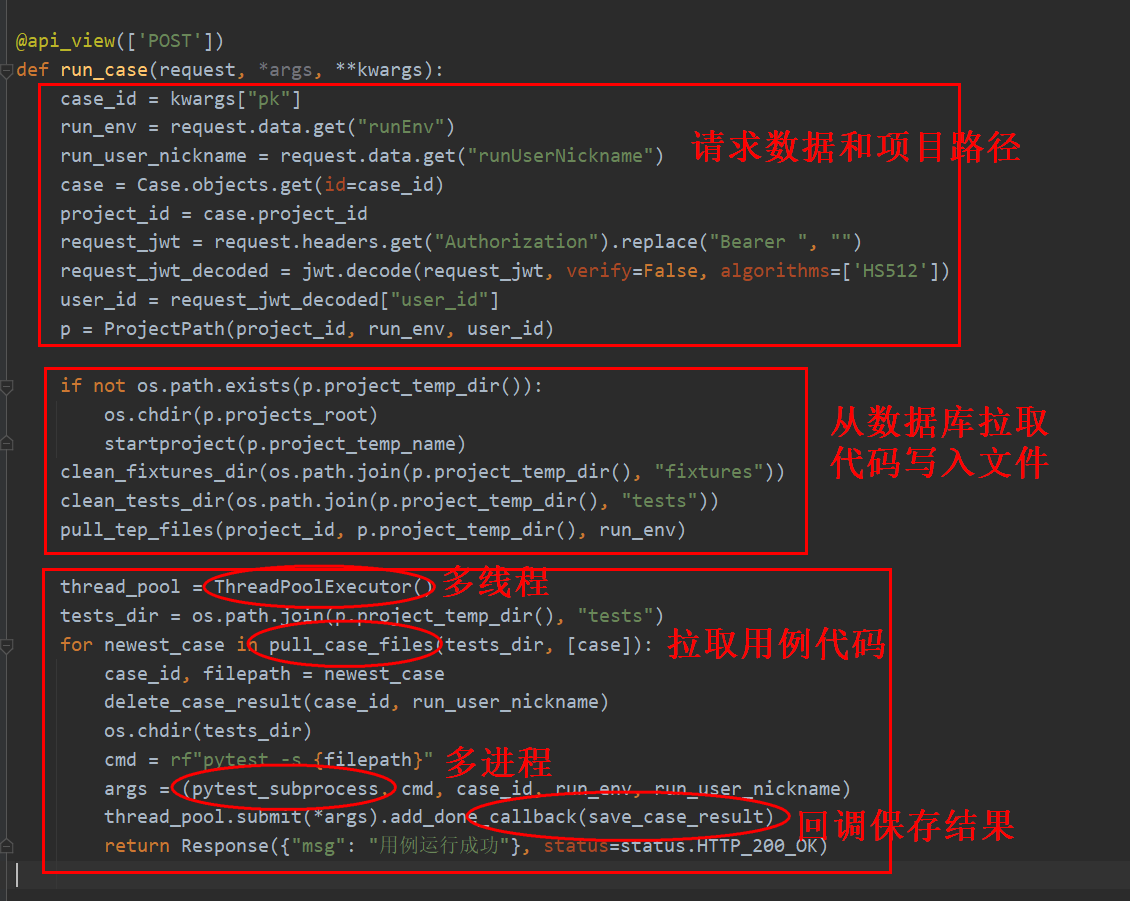 @api_view(['POST'])
def run_case(request, *args, **kwargs):
    case_id = kwargs["pk"]
    run_env = request.data.get("runEnv")
    run_user_nickname = request.data.get("runUserNickname") 请求数据和项目路径
    case = Case.objects.get(id=case_id)
    project_id = case.project_id
    request_jwt = request.headers.get("Authorization").replace("Bearer ", "")
    request_jwt_decoded = jwt.decode(request_jwt, verify=False, algorithms=['HS512'])
    user_id = request_jwt_decoded["user_id"]
    p = ProjectPath(project_id, run_env, user_id)
    if not os.path.exists(p.project_temp_dir()):
        os.chdir(p.projects_root) 从数据库拉取
        startproject(p.project_temp_name)
    clean_fixtures_dir(os.path.join(p.project_temp_dir(), "fixtures")) 代码写入文件
    clean_tests_dir(os.path.join(p.project_temp_dir(), "tests"))
    pull_tep_files(project_id, p.project_temp_dir(), run_env)
    thread_pool = ThreadPoolExecutor() 多线程
    tests_dir = os.path.join(p.project_temp_dir(), "tests")
    for newest_case in pull_case_files(tests_dir, [case]): 拉取用例代码
        case_id, filepath = newest_case
        delete_case_result(case_id, run_user_nickname)
        os.chdir(tests_dir)
        cmd = rf"pytest -s {filepath}" 多进程
        args = (pytest_subprocess, cmd, case_id, run_env, run_user_nickname)
        thread_pool.submit(*args).add_done_callback(save_case_result) 回调保存结果
        return Response({"msg": "用例运行成功"}, status=status.HTTP_200_OK)